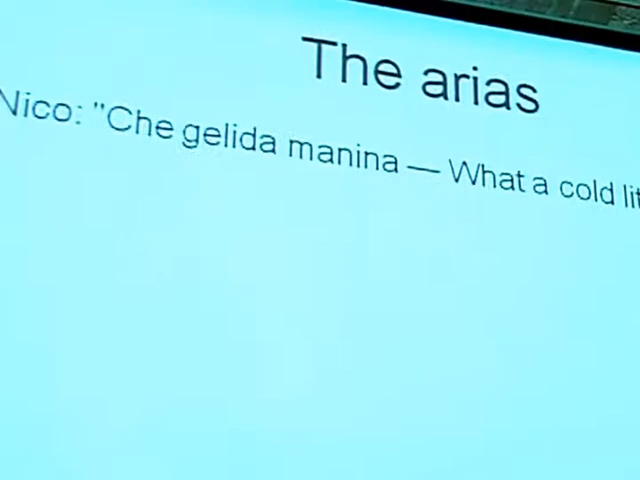 The arias
Nico: "Che gelida manina — What a cold